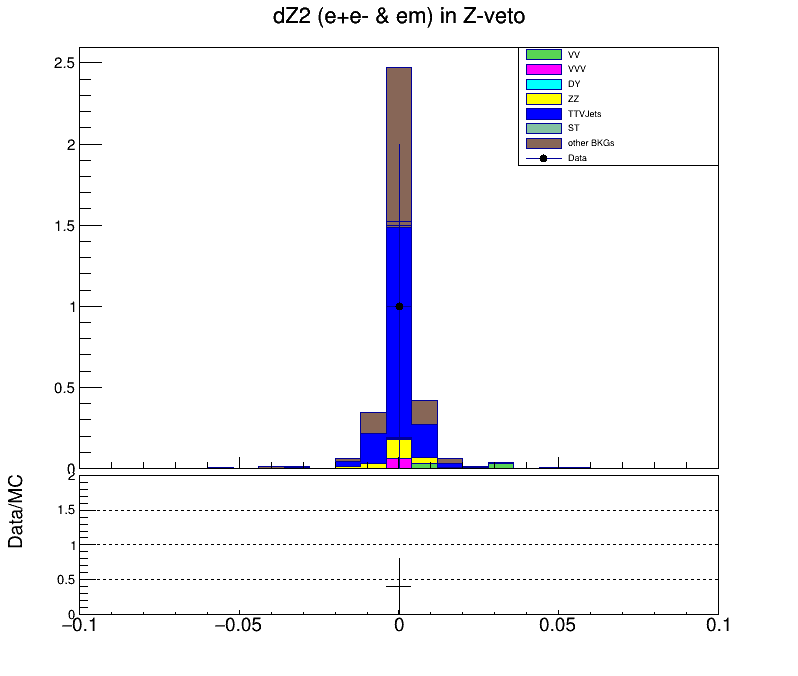 dZ2 (e+e- & em) in Z-veto
2.5
2
1.5
1
0.5
0
VV
VVV
DY
ZZ
TTVJets
ST
other BKGs
Data
Data/MC
2
1.5
1
0.5
0
−0.1
−0.05
0
0.05
0.1